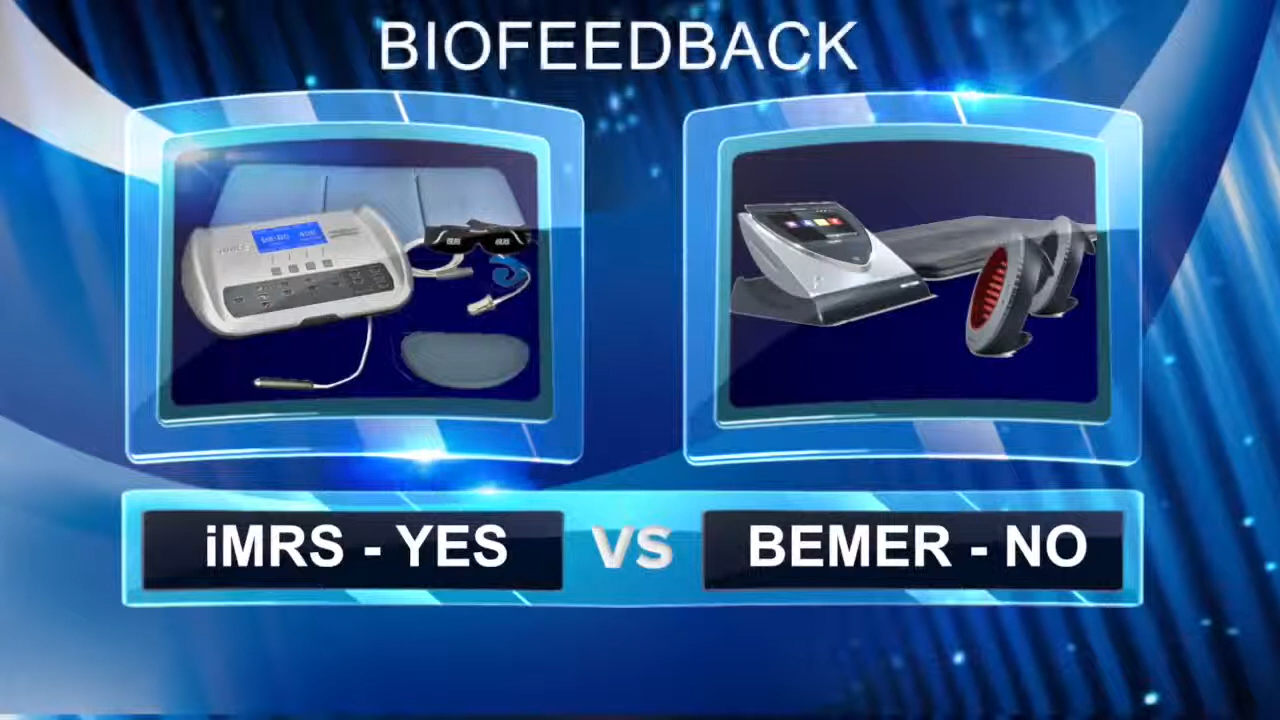 BIOFEEDBACK
iMRS - YES
VS
BEMER - NO